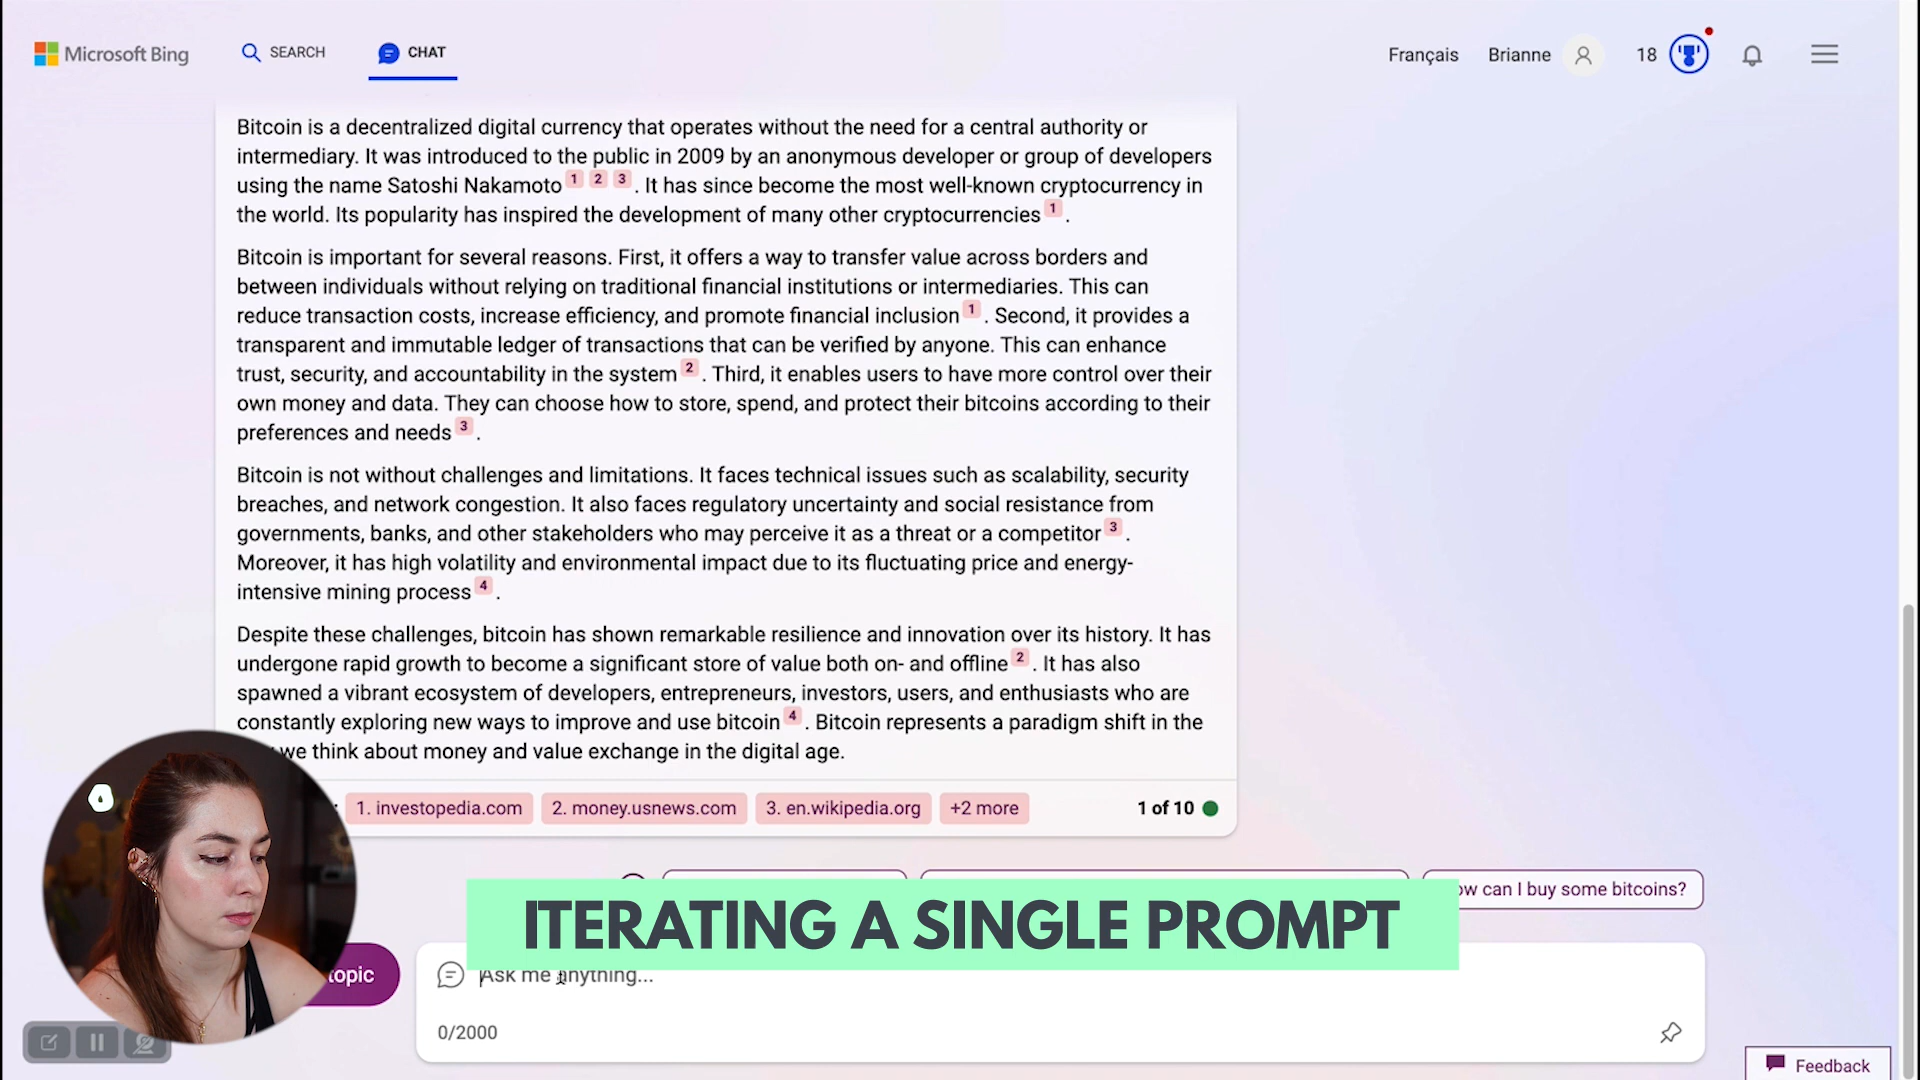 Microsoft Bing
SEARCH
CHAT
Français
Brianne
18
Bitcoin is a decentralized digital currency that operates without the need for a central authority or
intermediary. It was introduced to the public in 2009 by an anonymous developer or group of developers
using the name Satoshi Nakamoto 1 2 3 . It has since become the most well-known cryptocurrency in
the world. Its popularity has inspired the development of many other cryptocurrencies 1 .
Bitcoin is important for several reasons. First, it offers a way to transfer value across borders and
between individuals without relying on traditional financial institutions or intermediaries. This can
reduce transaction costs, increase efficiency, and promote financial inclusion 1 . Second, it provides a
transparent and immutable ledger of transactions that can be verified by anyone. This can enhance
trust, security, and accountability in the system 2 . Third, it enables users to have more control over their
own money and data. They can choose how to store, spend, and protect their bitcoins according to their
preferences and needs 3 .
Bitcoin is not without challenges and limitations. It faces technical issues such as scalability, security
breaches, and network congestion. It also faces regulatory uncertainty and social resistance from
governments, banks, and other stakeholders who may perceive it as a threat or a competitor 3 .
Moreover, it has high volatility and environmental impact due to its fluctuating price and energy-
intensive mining process 4 .
Despite these challenges, bitcoin has shown remarkable resilience and innovation over its history. It has
undergone rapid growth to become a significant store of value both on- and offline 2 . It has also
spawned a vibrant ecosystem of developers, entrepreneurs, investors, users, and enthusiasts who are
constantly exploring new ways to improve and use bitcoin 4 . Bitcoin represents a paradigm shift in the
we think about money and value exchange in the digital age.
1. investopedia.com
2. money.usnews.com
3. en.wikipedia.org
+2 more
1 of 10
ow can I buy some bitcoins?
ITERATING A SINGLE PROMPT
topic
Ask me anything...
0/2000
Feedback